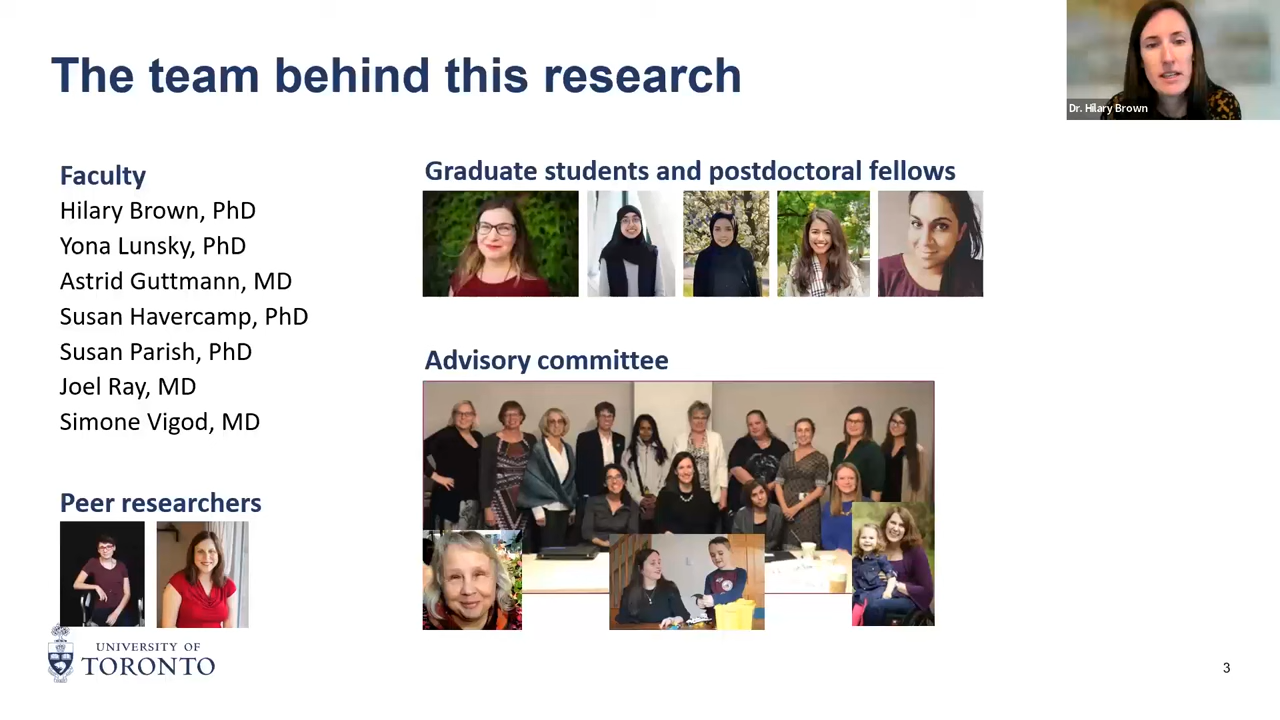 The team behind this research
Dr. Hilary Brown
Faculty
Hilary Brown, PhD
Yona Lunsky, PhD
Astrid Guttmann, MD
Susan Havercamp, PhD
Susan Parish, PhD
Joel Ray, MD
Simone Vigod, MD
Peer researchers
Graduate students and postdoctoral fellows
Advisory committee
UNIVERSITY OF
TORONTO
3